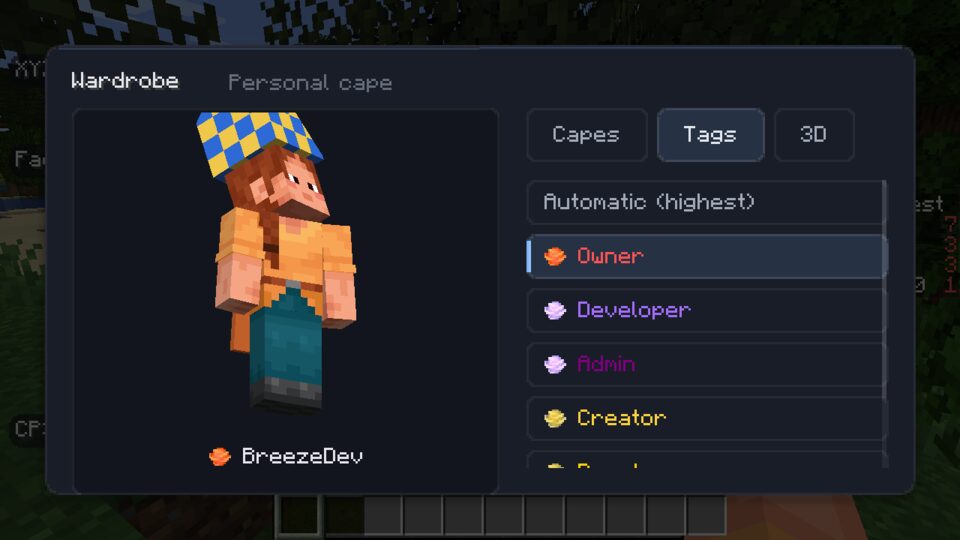 Wardrobe
Personal cape
Capes
Tags
3D
Automatic (highest)
Owner
Developer
Admin
Creator
BreezeDev